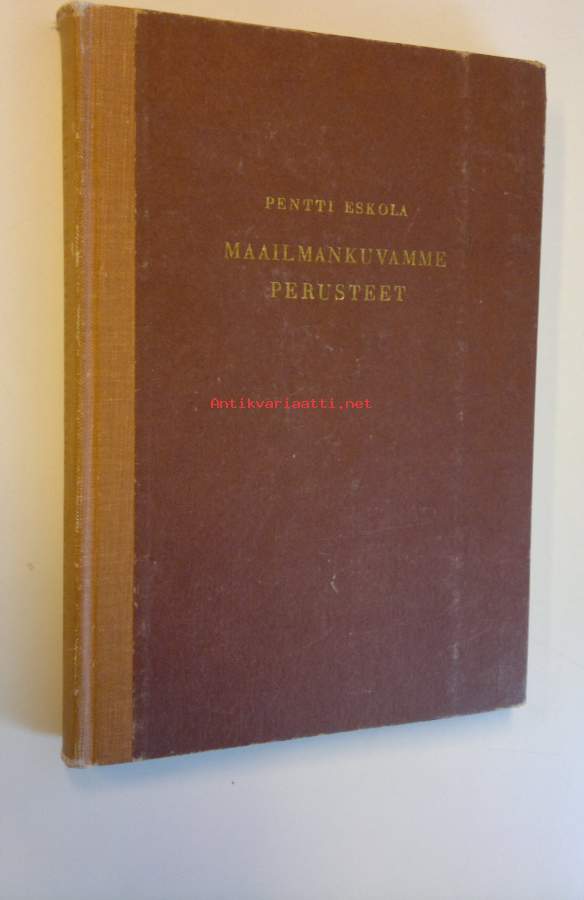 PENTTI ESKOLA
MAAILMANKUVAMME
PERUSTEET
Antikvariaatti.net